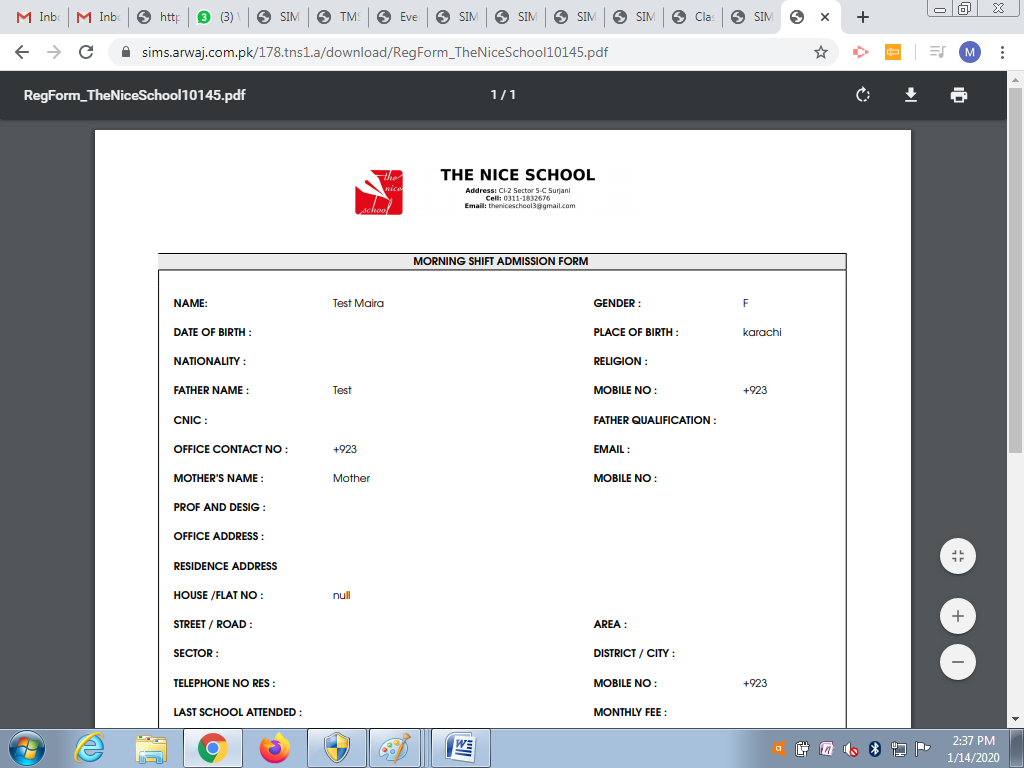 Inbo
Inbo
http
3
(3) \
SIM
TMS
Eve
SIM
SIM
SIM
SIM
Clas
SIM
sims.arwaj.com.pk/178.tns1.a/download/RegForm_TheNiceSchool10145.pdf
M
RegForm_TheNiceSchool10145.pdf
1 / 1
the nice school
THE NICE SCHOOL
Address: Cl-2 Sector 5-C Surjani
Cell: 0311-1832676
Email: theniceschool3@gmail.com
MORNING SHIFT ADMISSION FORM
NAME: Test Maira GENDER : F
DATE OF BIRTH : PLACE OF BIRTH : karachi
NATIONALITY : RELIGION :
FATHER NAME : Test MOBILE NO : +923
CNIC : FATHER QUALIFICATION :
OFFICE CONTACT NO : +923 EMAIL :
MOTHER'S NAME : Mother MOBILE NO :
PROF AND DESIG :
OFFICE ADDRESS :
RESIDENCE ADDRESS
HOUSE /FLAT NO : null
STREET / ROAD : AREA :
SECTOR : DISTRICT / CITY :
TELEPHONE NO RES : MOBILE NO : +923
LAST SCHOOL ATTENDED : MONTHLY FEE :
2:37 PM
1/14/2020